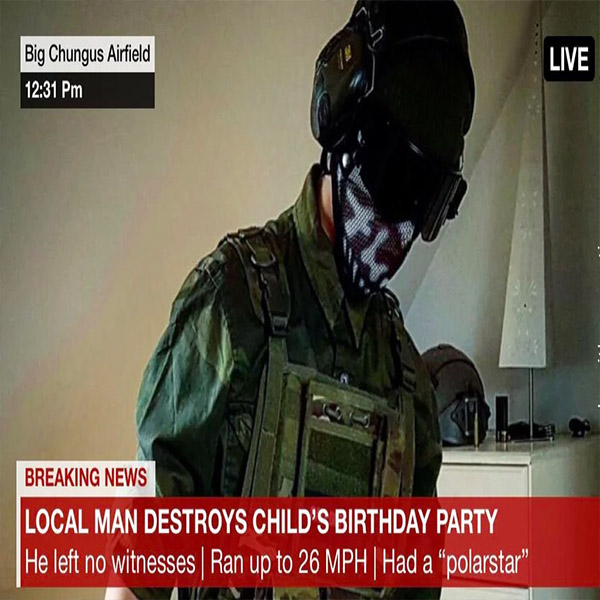 Big Chungus Airfield
LIVE
12:31 Pm
BREAKING NEWS
LOCAL MAN DESTROYS CHILD'S BIRTHDAY PARTY
He left no witnesses | Ran up to 26 MPH | Had a “polarstar”